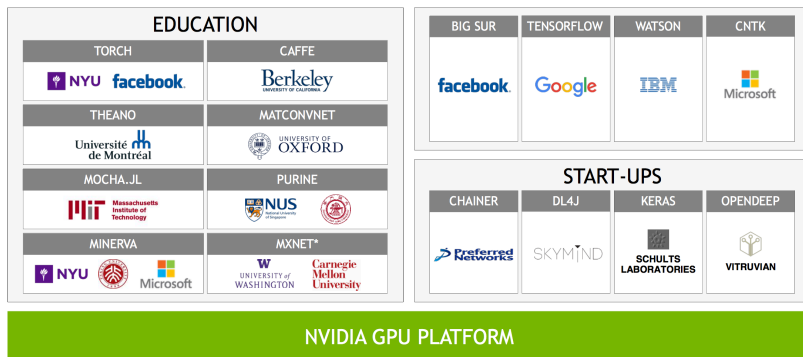 EDUCATION
TORCH
CAFFE
NYU
facebook
Berkeley
UNIVERSITY OF CALIFORNIA
THEANO
MATCONVNET
Université
de Montréal
UNIVERSITY OF
OXFORD
MOCHA.JL
PURINE
MIT
Massachusetts
Institute of
Technology
NUS
National University
of Singapore
MINERVA
MXNET*
NYU
Microsoft
W
UNIVERSITY of
WASHINGTON
Carnegie
Mellon
University
BIG SUR
TENSORFLOW
WATSON
CNTK
facebook
Google
IBM
Microsoft
START-UPS
CHAINER
DL4J
KERAS
OPENDEEP
Preferred
Networks
SKYMIND
SCHULTS
LABORATORIES
VITRUVIAN
NVIDIA GPU PLATFORM